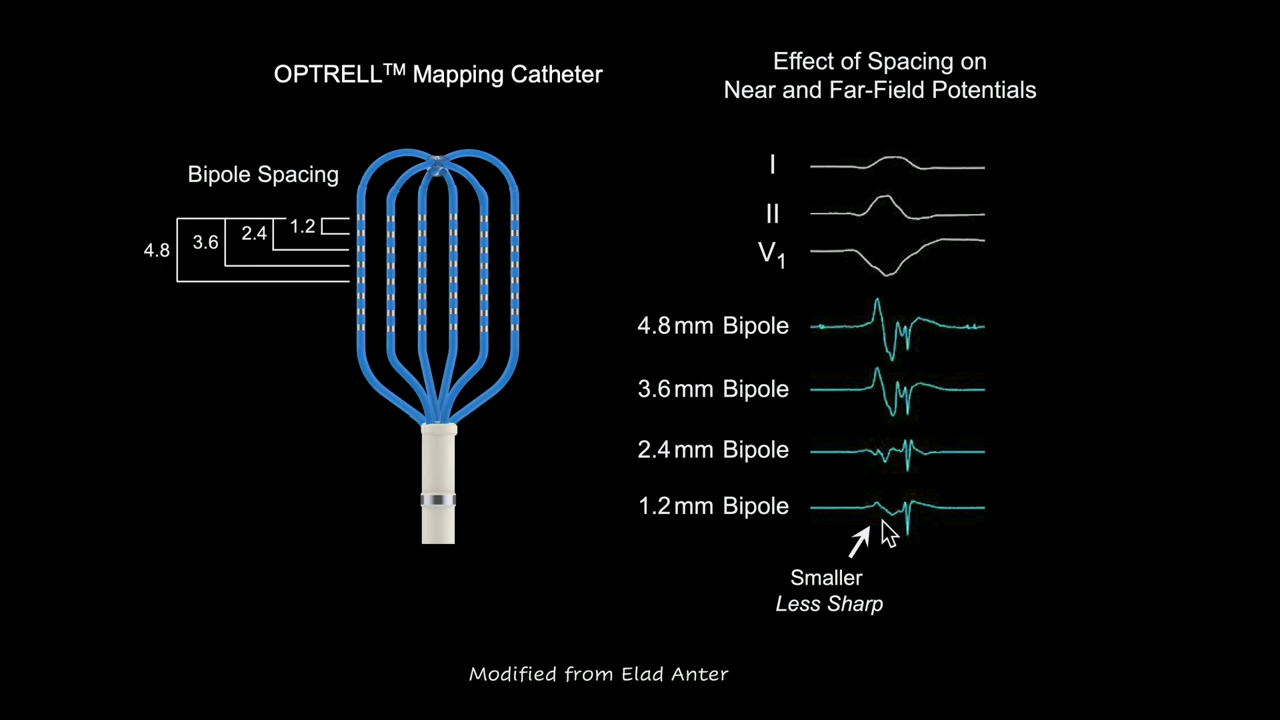 OPTRELL™ Mapping Catheter
Effect of Spacing on
Near and Far-Field Potentials
Bipole Spacing
1.2
2.4
3.6
4.8
I
II
V1
4.8 mm Bipole
3.6 mm Bipole
2.4 mm Bipole
1.2 mm Bipole
Smaller
Less Sharp
Modified from Elad Anter